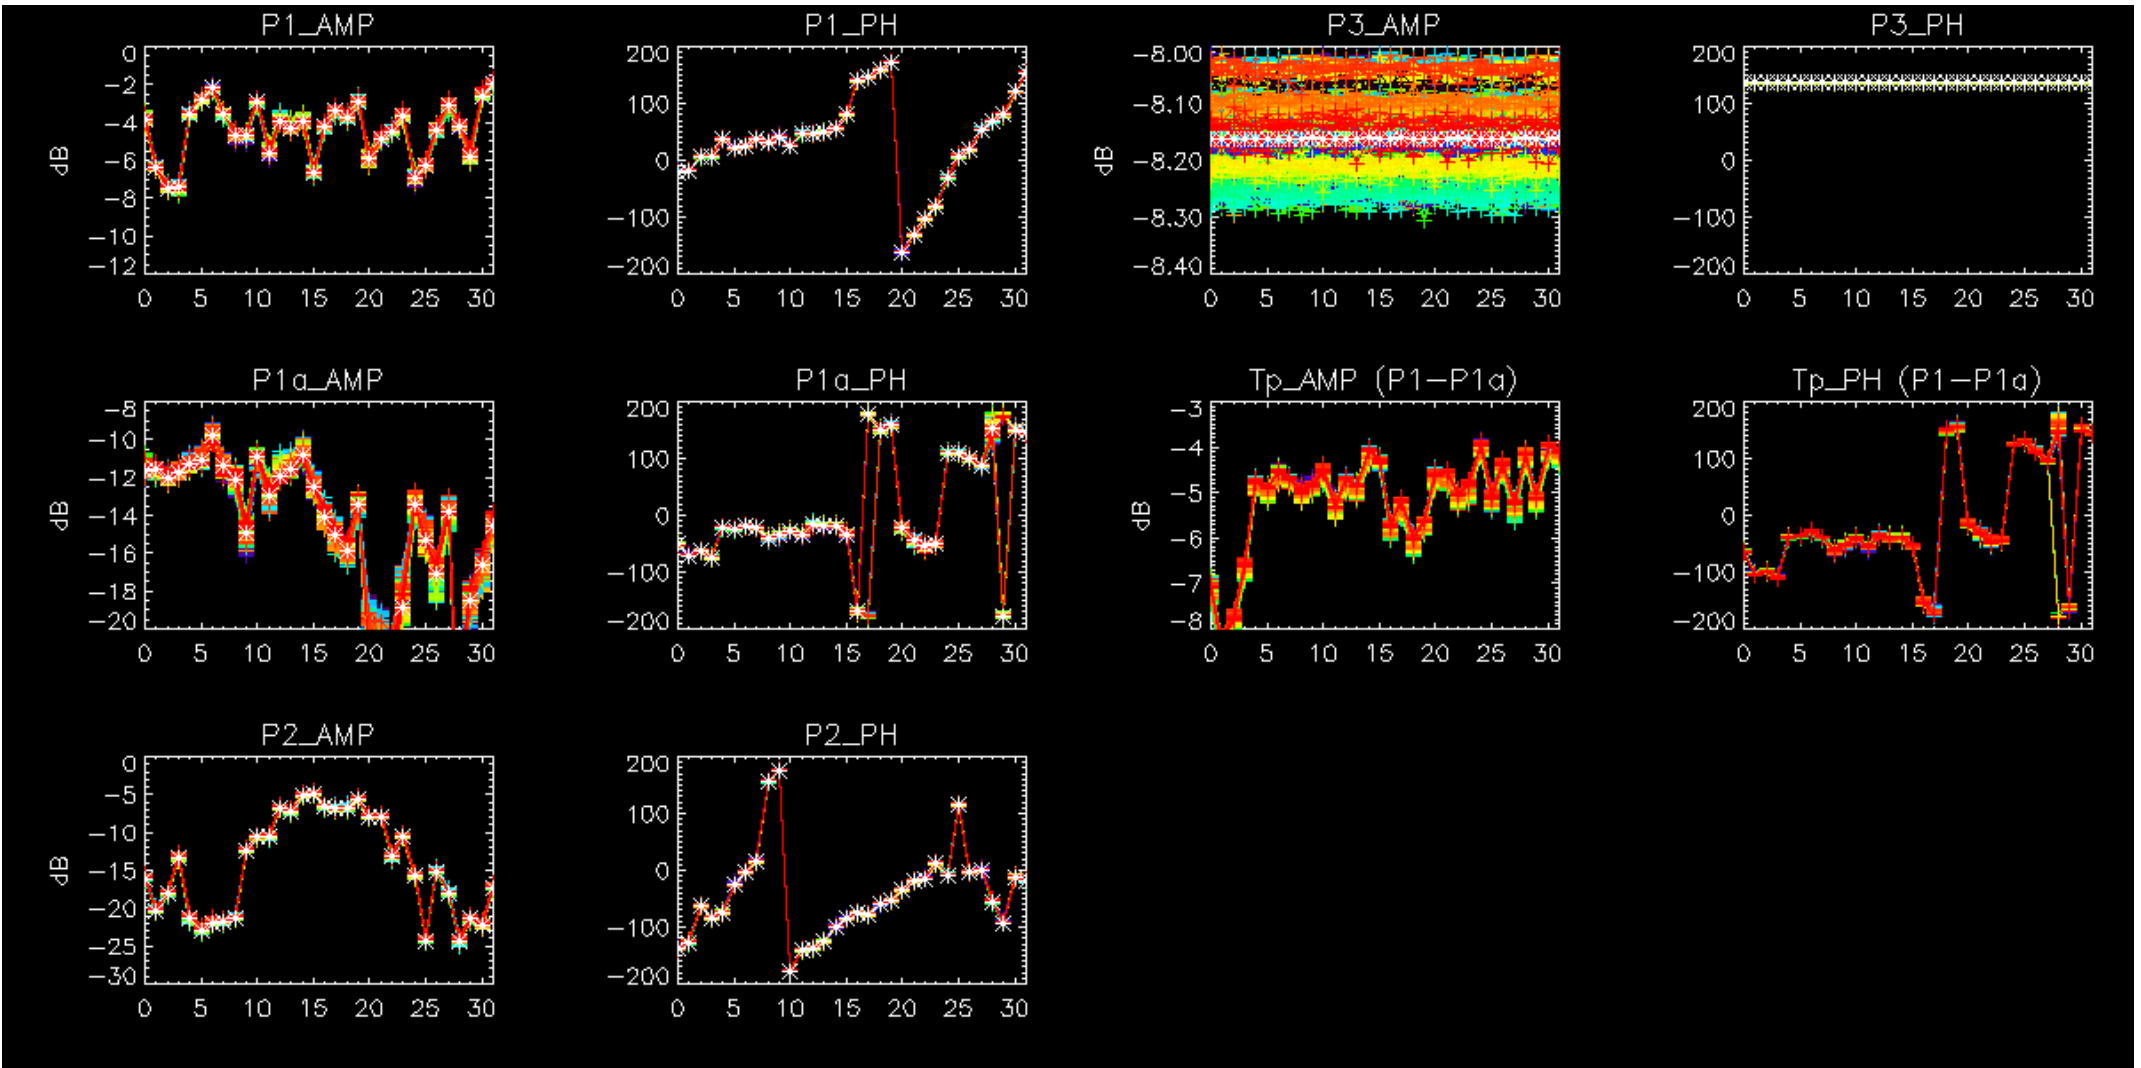 P1_AMP P1_PH P3_AMP P3_PH
0 200 -8.00 200
-2
100 -8.10 100
-4
dB -6 0 dB -8.20 0
-8
-100 -8.30 -100
-10
-12 -200 -8.40 -200
0 5 10 15 20 25 30 0 5 10 15 20 25 30 0 5 10 15 20 25 30 0 5 10 15 20 25 30
P1a_AMP P1a_PH Tp_AMP (P1-P1a) Tp_PH (P1-P1a)
-8 200 -3 200
-10
100 -4 100
-12
dB -14 0 dB -5 0
-16 -6
-100 -7 -100
-18
-20 -200 -8 -200
0 5 10 15 20 25 30 0 5 10 15 20 25 30 0 5 10 15 20 25 30 0 5 10 15 20 25 30
P2_AMP P2_PH
0 200
-5
100
-10
dB -15 0
-20
-100
-25
-30 -200
0 5 10 15 20 25 30 0 5 10 15 20 25 30